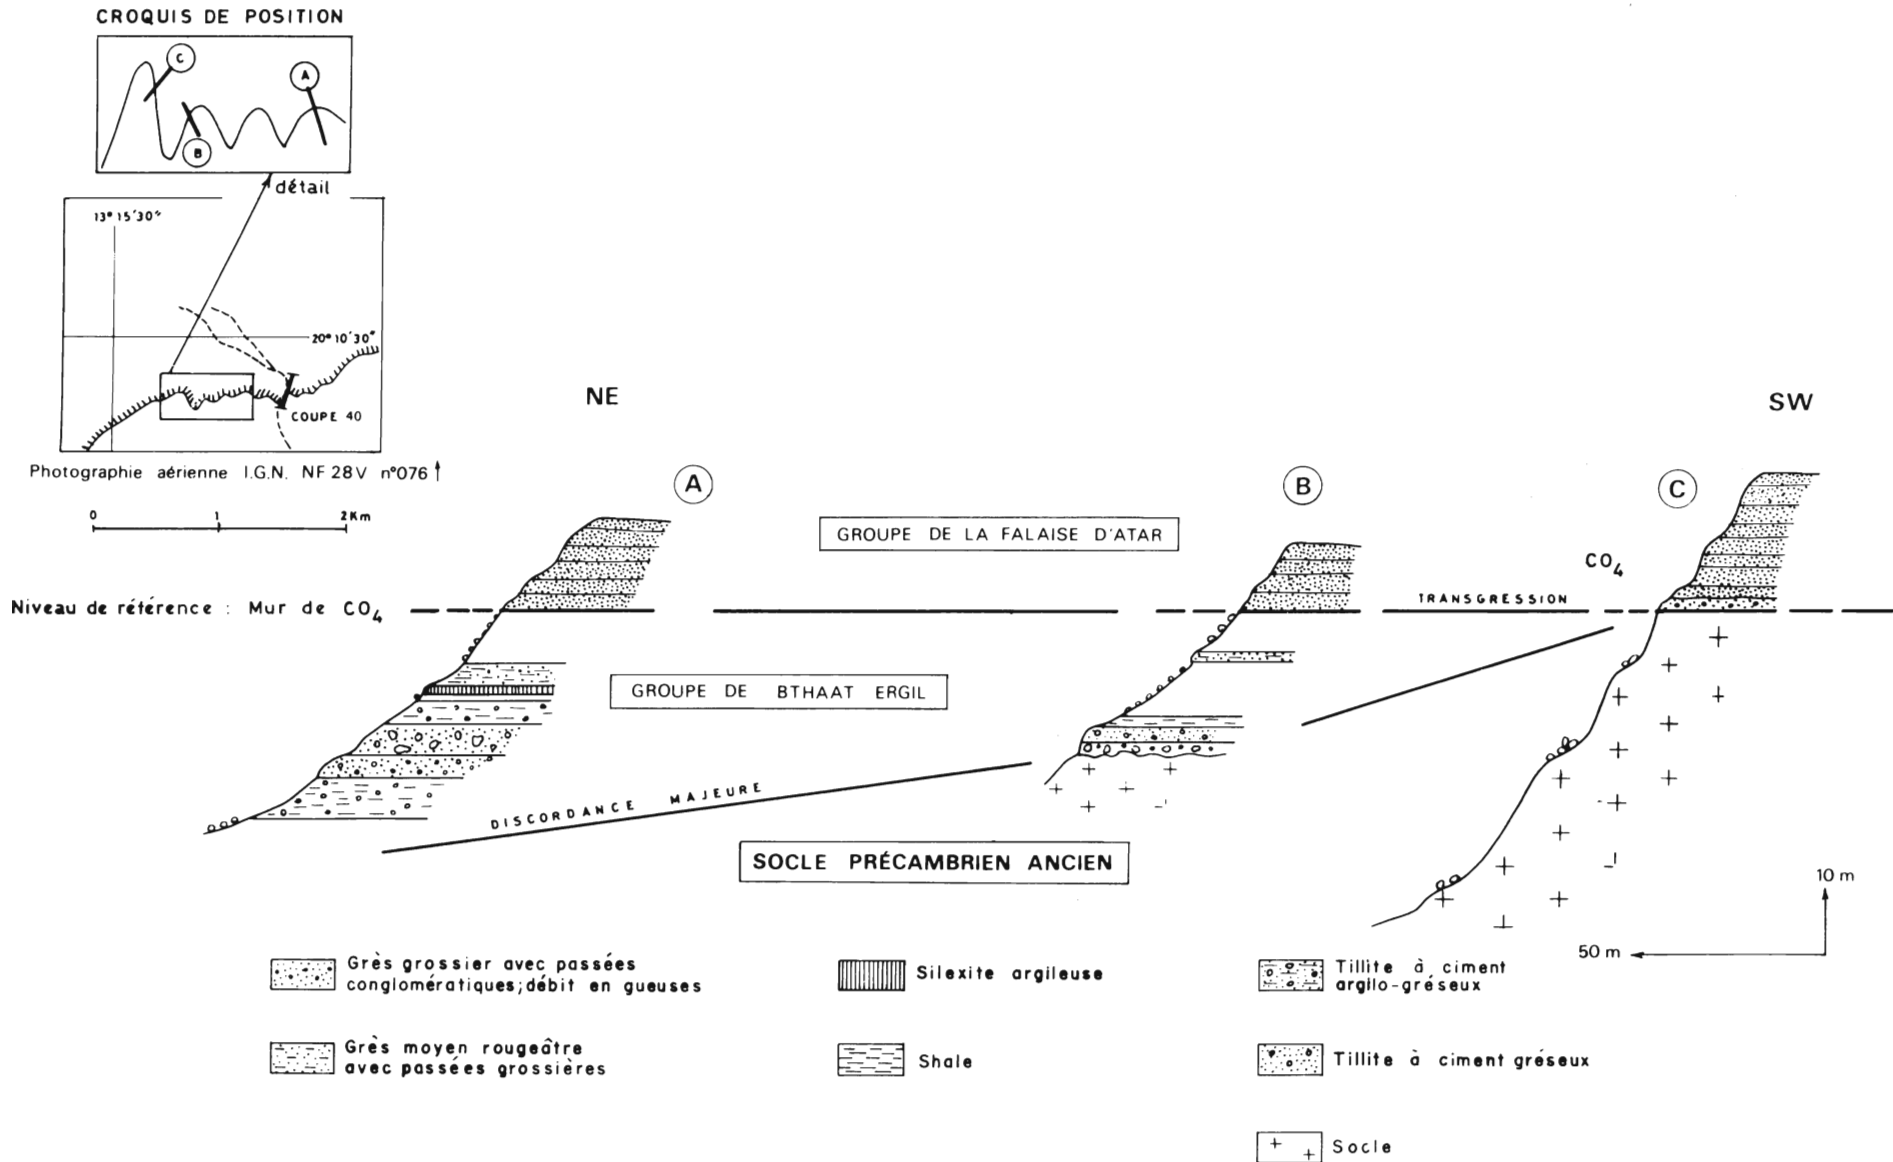 CROQUIS DE POSITION
C
A
B
détail
13° 15'30"
20° 10'30"
COUPE 40
Photographie aérienne I.G.N. NF 28V n°076
0 1 2 Km
NE
SW
A
B
C
GROUPE DE LA FALAISE D'ATAR
CO4
Niveau de référence : Mur de CO4
TRANSGRESSION
GROUPE DE BTHAAT ERGIL
DISCORDANCE MAJEURE
SOCLE PRÉCAMBRIEN ANCIEN
10 m
50 m
Grès grossier avec passées
conglomératiques; débit en gueuses
Silexite argileuse
Tillite à ciment
argilo-gréseux
Grès moyen rougeâtre
avec passées grossières
Shale
Tillite à ciment gréseux
Socle